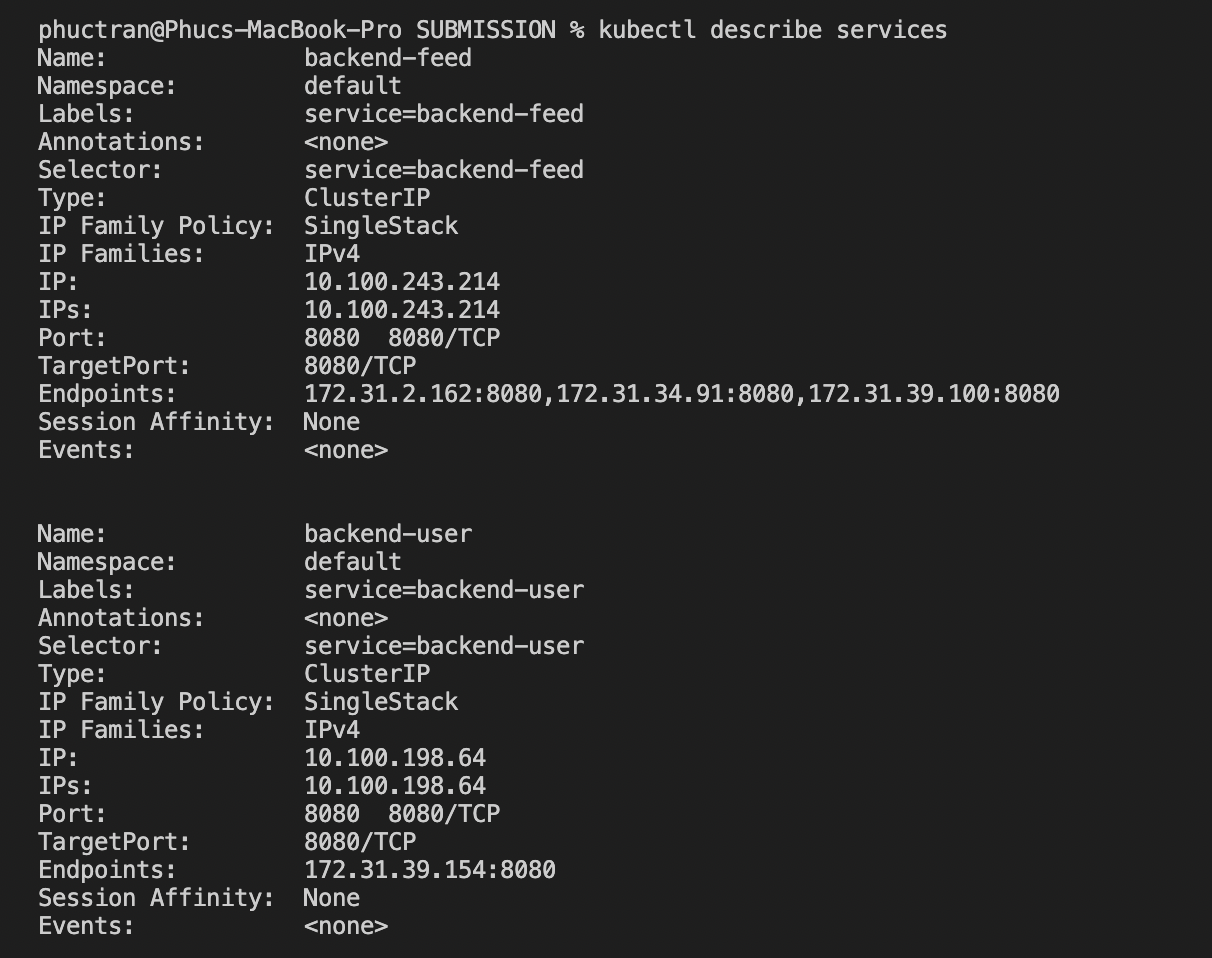 phuctran@Phucs-MacBook-Pro SUBMISSION % kubectl describe services
Name:              backend-feed
Namespace:         default
Labels:            service=backend-feed
Annotations:       <none>
Selector:          service=backend-feed
Type:              ClusterIP
IP Family Policy:  SingleStack
IP Families:       IPv4
IP:                10.100.243.214
IPs:               10.100.243.214
Port:              8080  8080/TCP
TargetPort:        8080/TCP
Endpoints:         172.31.2.162:8080,172.31.34.91:8080,172.31.39.100:8080
Session Affinity:  None
Events:            <none>

Name:              backend-user
Namespace:         default
Labels:            service=backend-user
Annotations:       <none>
Selector:          service=backend-user
Type:              ClusterIP
IP Family Policy:  SingleStack
IP Families:       IPv4
IP:                10.100.198.64
IPs:               10.100.198.64
Port:              8080  8080/TCP
TargetPort:        8080/TCP
Endpoints:         172.31.39.154:8080
Session Affinity:  None
Events:            <none>